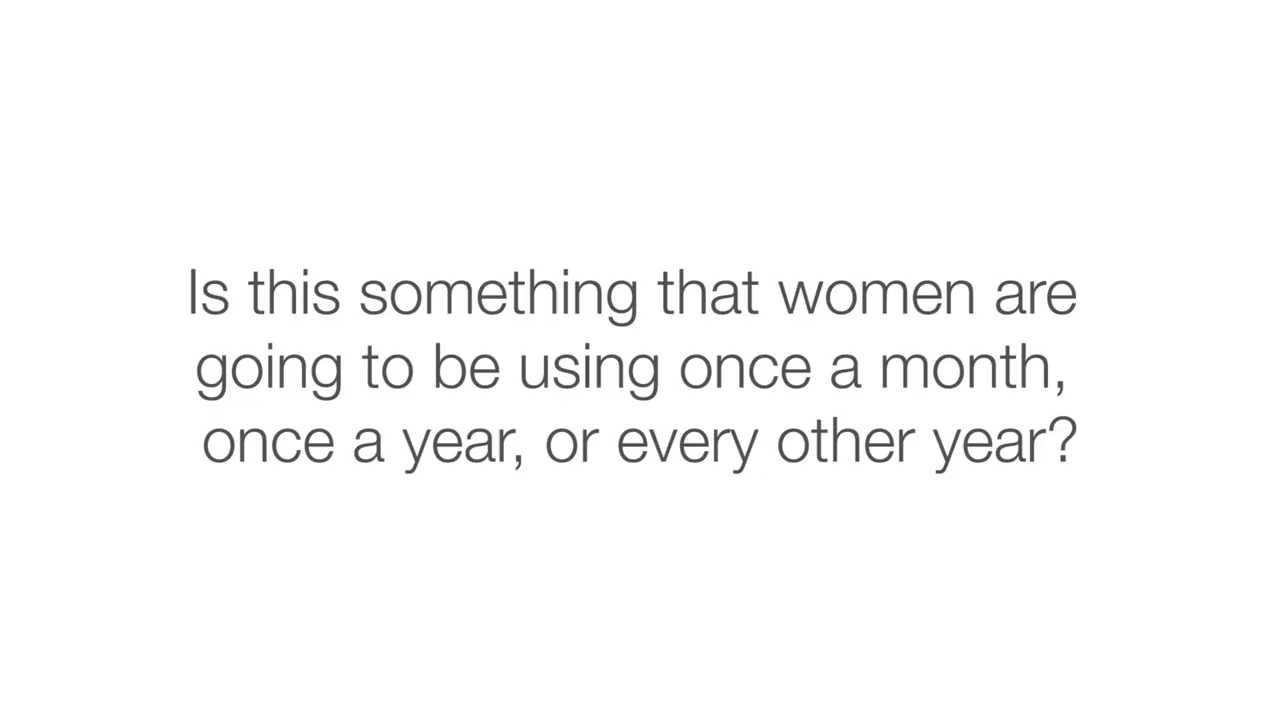 Is this something that women are
going to be using once a month,
once a year, or every other year?